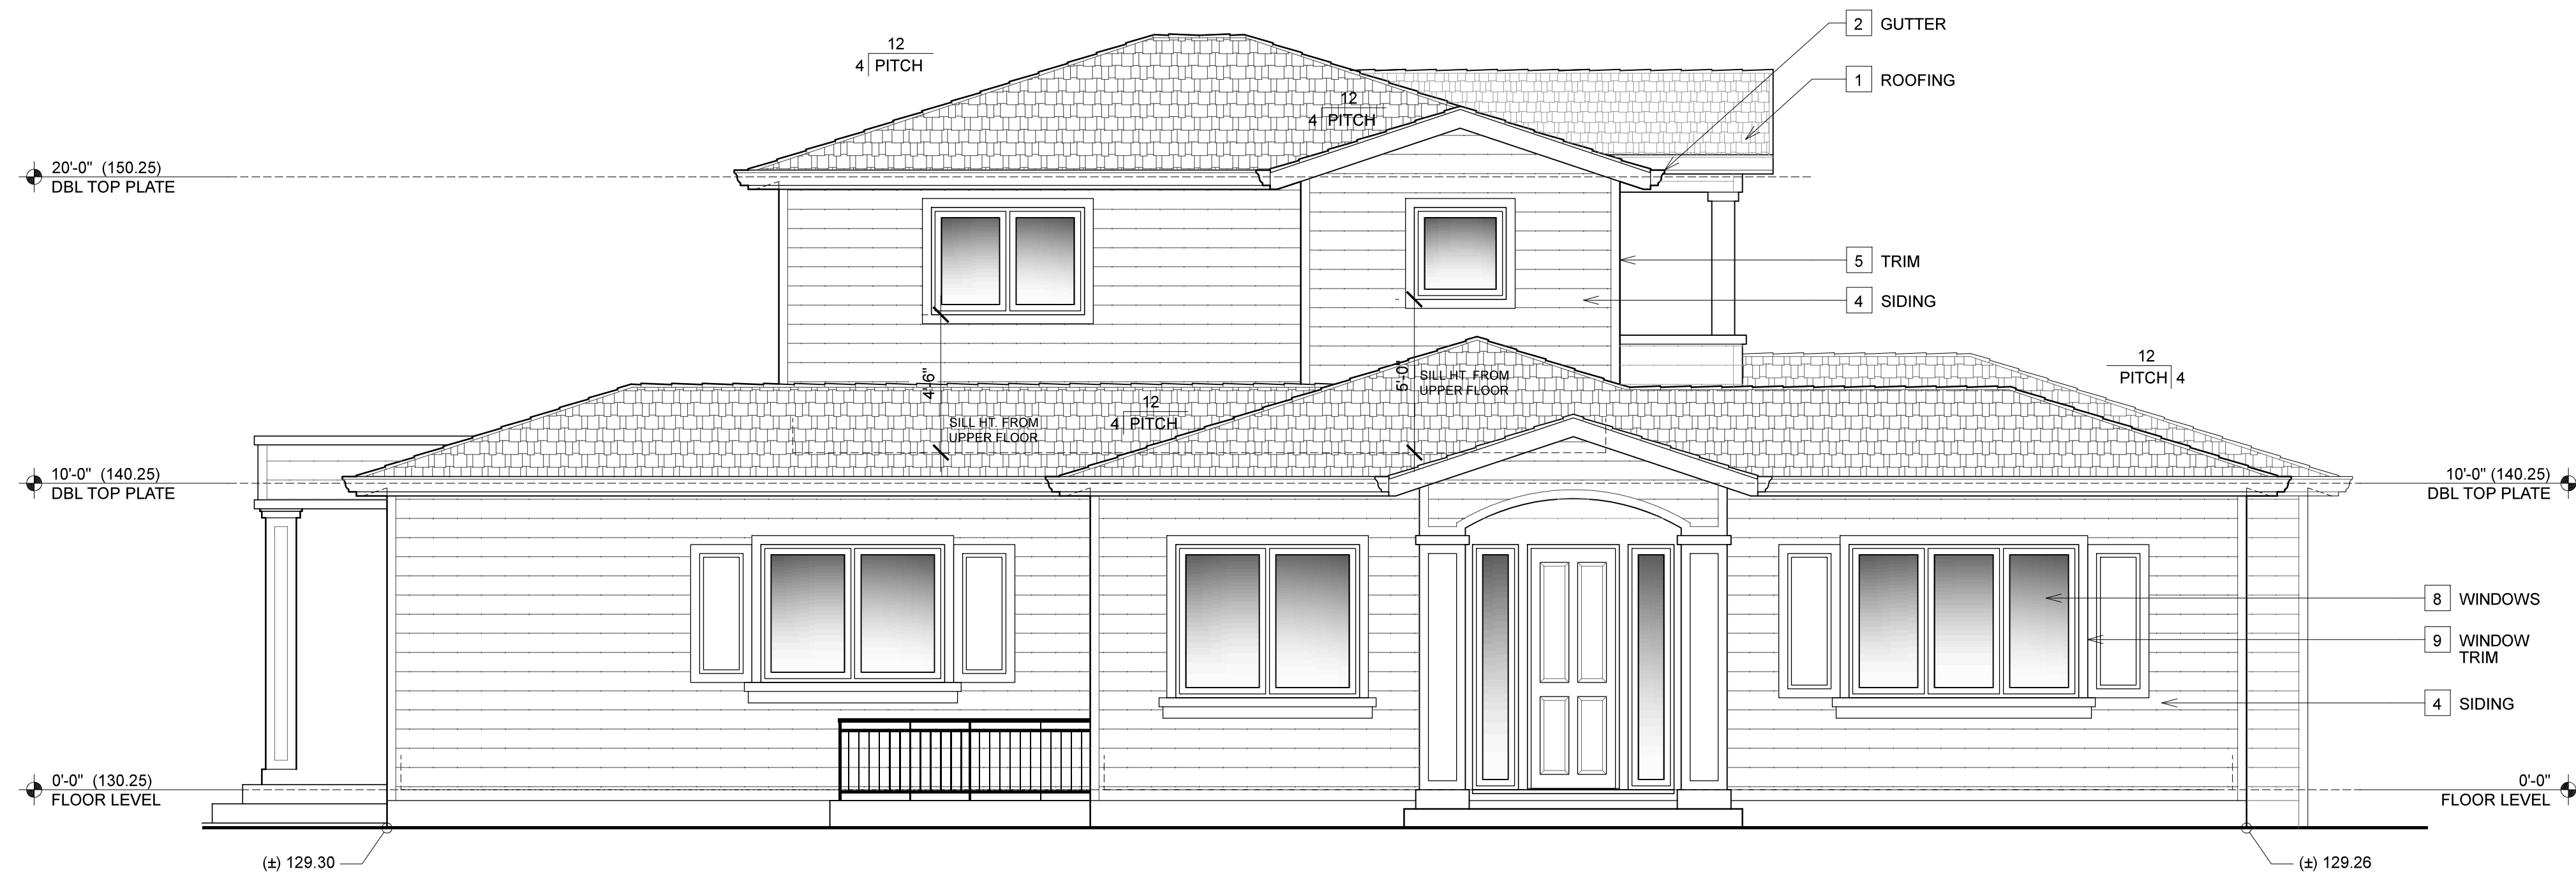 2 GUTTER
12
4 PITCH
1 ROOFING
12
4 PITCH
20'-0" (150.25)
DBL TOP PLATE
5 TRIM
4 SIDING
12
PITCH 4
4'-6"
5'-0"
SILL HT. FROM
UPPER FLOOR
12
4 PITCH
SILL HT. FROM
UPPER FLOOR
10'-0" (140.25)
DBL TOP PLATE
10'-0" (140.25)
DBL TOP PLATE
8 WINDOWS
9 WINDOW
TRIM
4 SIDING
0'-0" (130.25)
FLOOR LEVEL
0'-0"
FLOOR LEVEL
(±) 129.30
(±) 129.26